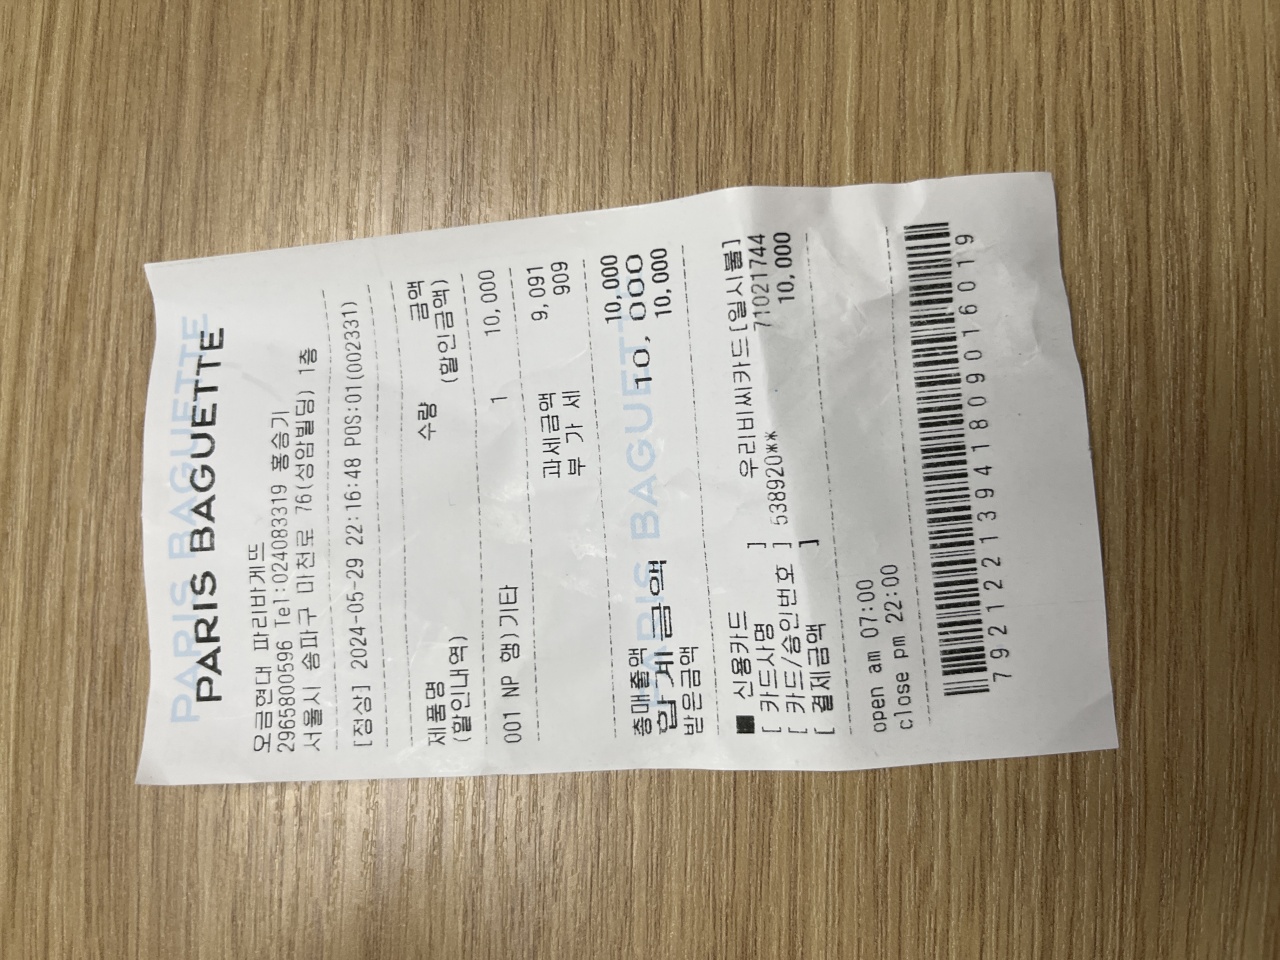 PARIS BAGUETTE
PARIS BAGUETTE
오금현대 파리바게뜨
2965800596 Tel:024083319 홍승기
서울시 송파구 마천로 76(성암빌딩) 1층
[정상] 2024-05-29 22:16:48 POS:01(002331)
제품명 수량 금액
(할인내역) (할인금액)
001 NP 행)기타 1 10,000
과세금액 9,091
부 가 세 909
총매출액 10,000
합계금액 10,000
받은금액 10,000
PARIS BAGUETTE
■ 신용카드
[ 카드사명 ] 우리비씨카드[일시불]
[ 카드/승인번호 ] 538920** 71021744
[ 결제금액 ] 10,000
open am 07:00
close pm 22:00
79212213941809016019